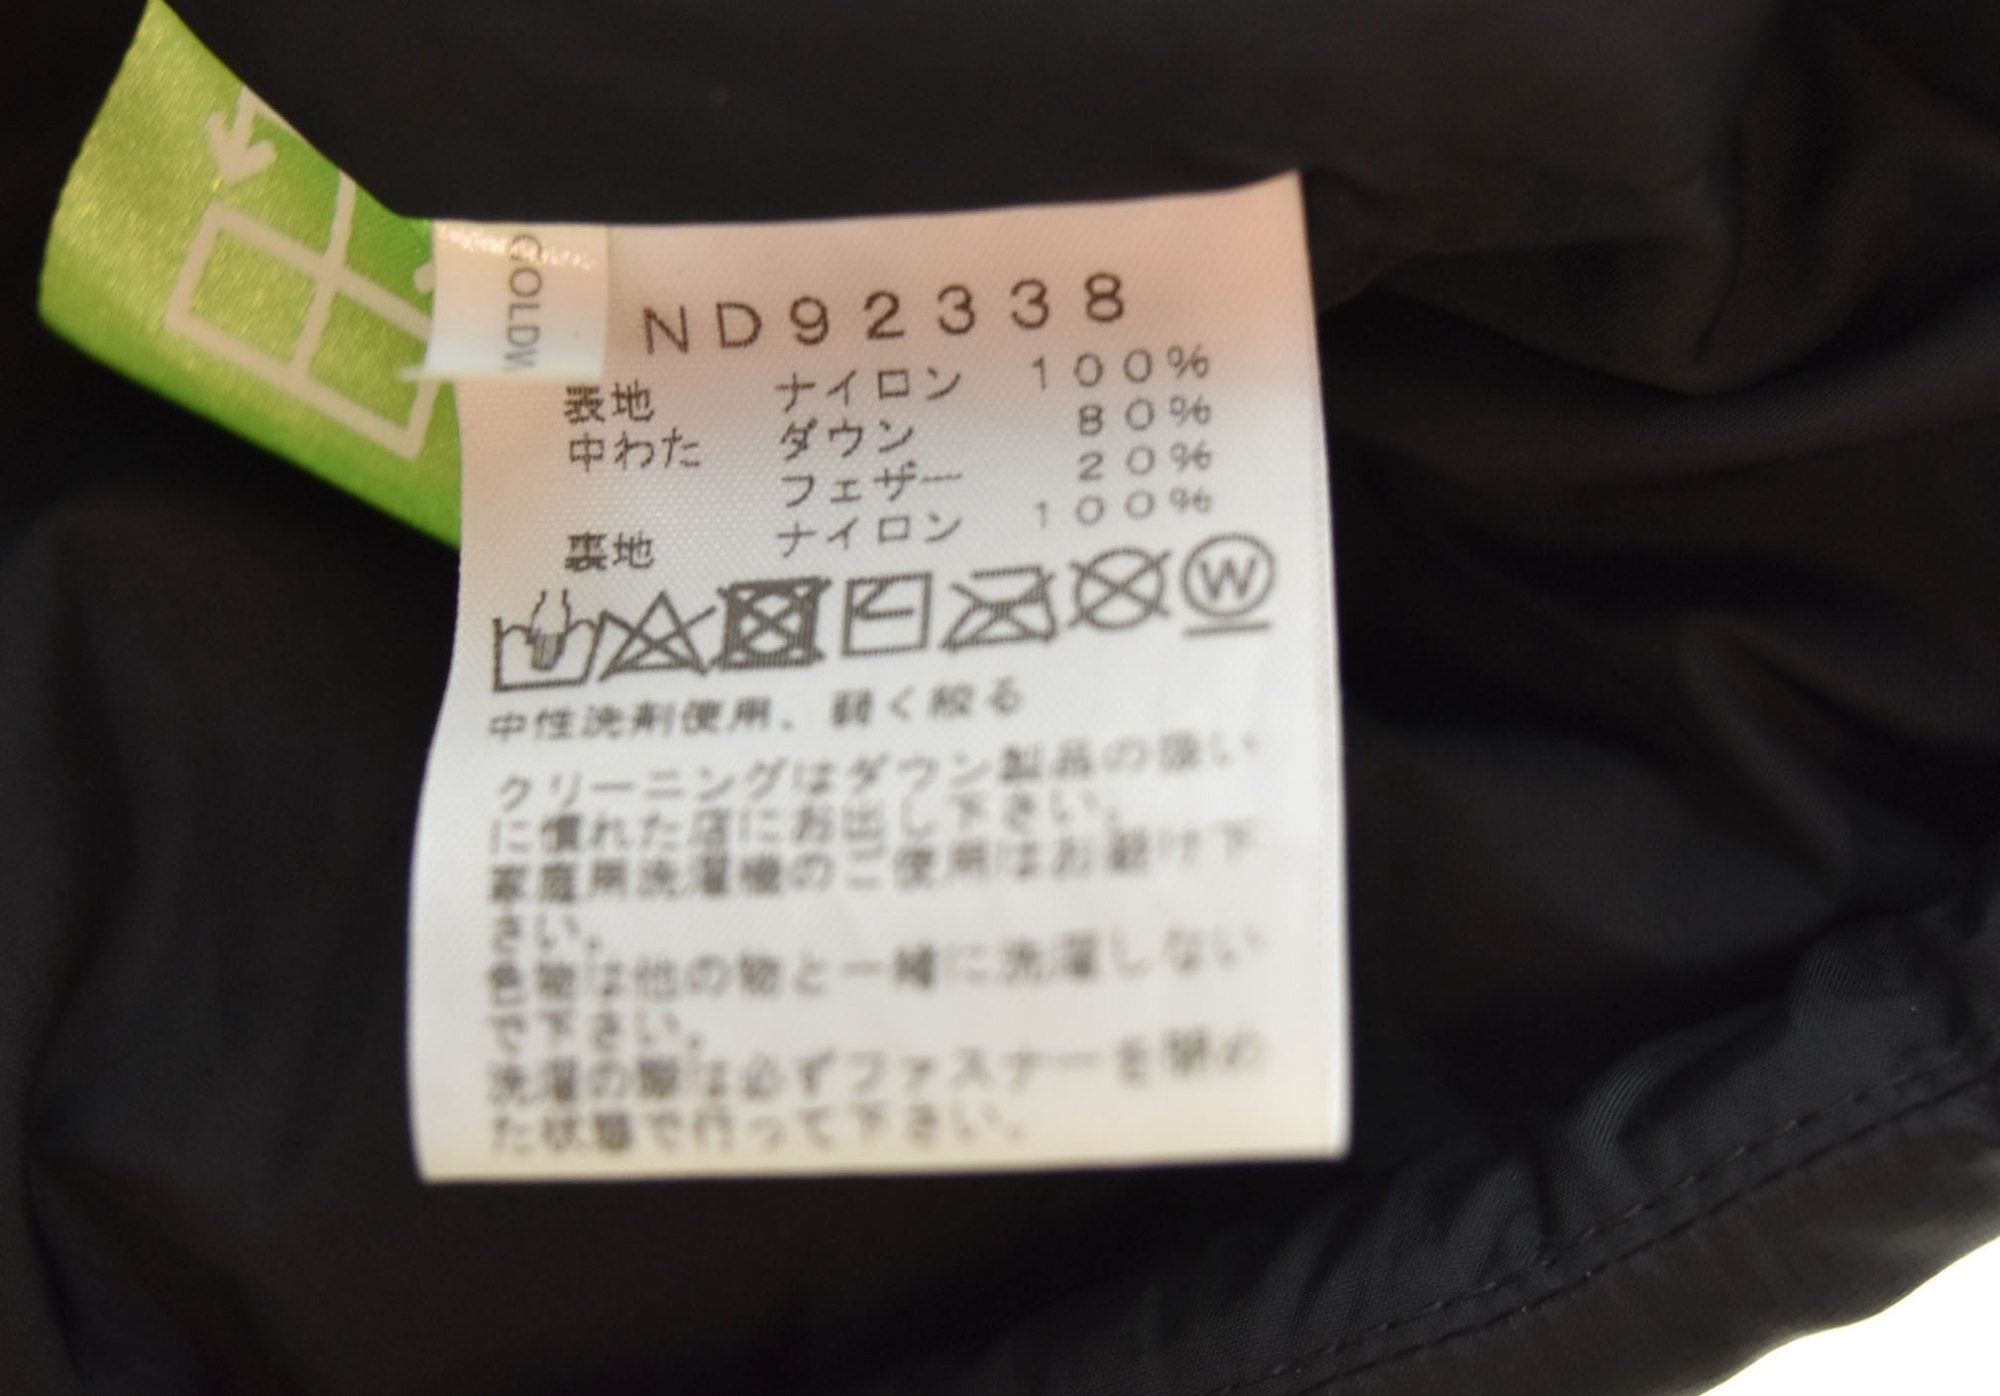 GOLDW
ND92338
表地 ナイロン 100%
中わた ダウン 80%
フェザー 20%
裏地 ナイロン 100%
W
中性洗剤使用、弱く絞る
クリーニングはダウン製品の扱い
に慣れた店にお出し下さい。
家庭用洗濯機のご使用はお避け下
さい。
色物は他の物と一緒に洗濯しない
で下さい。
洗濯の際は必ずファスナーを閉め
た状態で行って下さい。